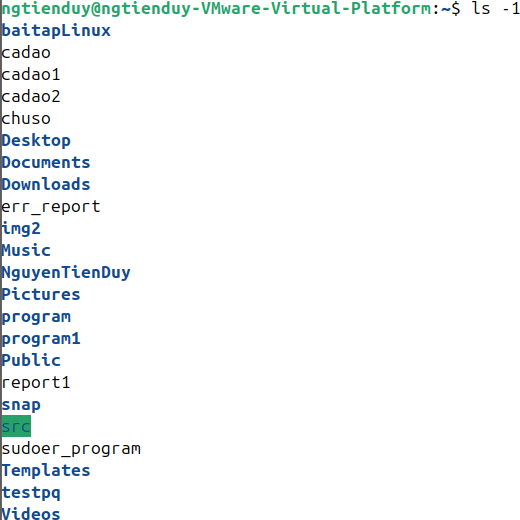 ngtienduy@ngtienduy-VMware-Virtual-Platform:~$ ls -1
baitapLinux
cadao
cadao1
cadao2
chuso
Desktop
Documents
Downloads
err_report
img2
Music
NguyenTienDuy
Pictures
program
program1
Public
report1
snap
src
sudoer_program
Templates
testpq
Videos